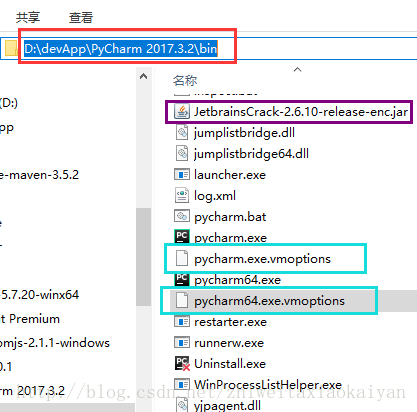 共享 查看
D:\devApp\PyCharm 2017.3.2\bin
(D:)
名称
inspect.bat
JetbrainsCrack-2.6.10-release-enc.jar
pp
jumplistbridge.dll
jumplistbridge64.dll
e-maven-3.5.2
launcher.exe
log.xml
pycharm.bat
pycharm.exe
pycharm.exe.vmoptions
pycharm64.exe
-5.7.20-winx64
pycharm64.exe.vmoptions
t Premium
restarter.exe
omjs-2.1.1-windows
runnerw.exe
0.1
Uninstall.exe
rm 2017.3.2
WinProcessListHelper.exe
yjpagent.dll
http://blog.csdn.net/zhiweitaxiaokaiyan